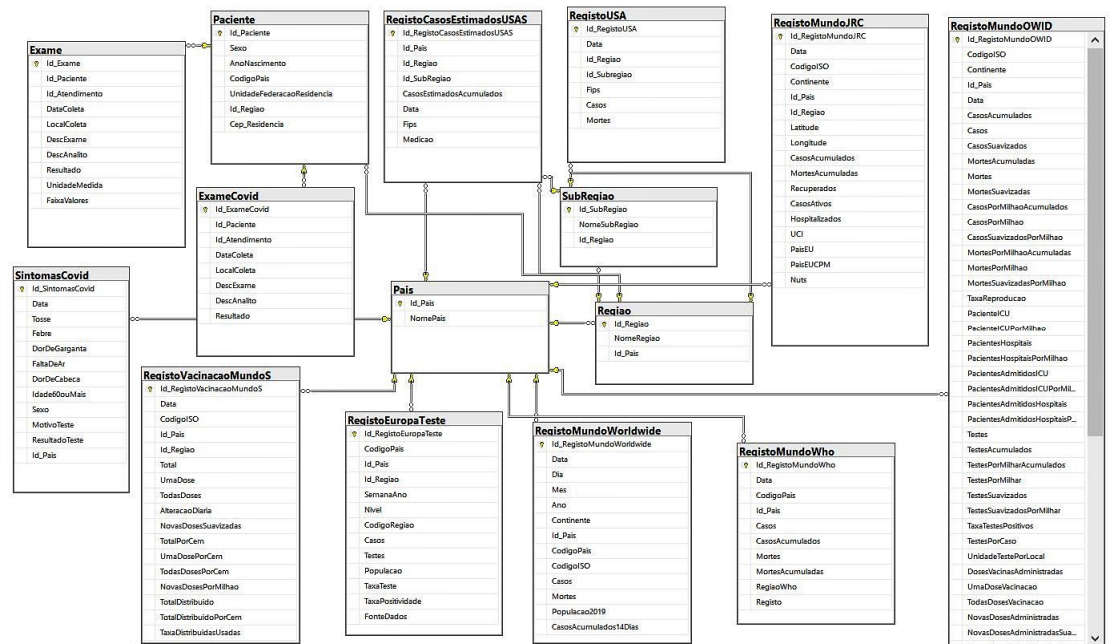 Exame
Id_Exame
Id_Paciente
Id_Atendimento
DataColeta
LocalColeta
DescExame
DescAnalito
Resultado
UnidadeMedida
FaixaValores
Paciente
Id_Paciente
Sexo
AnoNascimento
CodigoPais
UnidadeFederacaoResidencia
Id_Regiao
Cep_Residencia
RegistoCasosEstimadosUSAS
Id_RegistoCasosEstimadosUSAS
Id_Pais
Id_Regiao
Id_SubRegiao
CasosEstimadosAcumulados
Data
Fips
Medicao
RegistoUSA
Id_RegistoUSA
Data
Id_Regiao
Id_Subregiao
Fips
Casos
Mortes
RegistoMundoJRC
Id_RegistoMundoJRC
Data
CodigoISO
Continente
Id_Pais
Id_Regiao
Latitude
Longitude
CasosAcumulados
MortesAcumuladas
Recuperados
CasosAtivos
Hospitalizados
UCI
PaisEU
PaisEUCPM
Nuts
RegistoMundoOWID
Id_RegistoMundoOWID
CodigoISO
Continente
Id_Pais
Data
CasosAcumulados
Casos
CasosSuavizados
MortesAcumuladas
Mortes
MortesSuavizadas
CasosPorMilhaoAcumulados
CasosPorMilhao
CasosSuavizadosPorMilhao
MortesPorMilhaoAcumuladas
MortesPorMilhao
MortesSuavizadasPorMilhao
TaxaReproducao
PacienteICU
PacienteICUPorMilhao
PacientesHospitais
PacientesHospitaisPorMilhao
PacientesAdmitidosICU
PacientesAdmitidosICUPorMil...
PacientesAdmitidosHospitais
PacientesAdmitidosHospitaisP...
Testes
TestesAcumulados
TestesPorMilharAcumulados
TestesPorMilhar
TestesSuavizados
TestesSuavizadosPorMilhar
TaxaTestesPositivos
TestesPorCaso
UnidadeTestePorLocal
DosesVacinasAdministradas
UmaDoseVacinacao
TodasDosesVacinacao
NovasDosesAdministradas
NovasDosesAdministradasSua...
ExameCovid
Id_ExameCovid
Id_Paciente
Id_Atendimento
DataColeta
LocalColeta
DescExame
DescAnalito
Resultado
SubRegiao
Id_SubRegiao
NomeSubRegiao
Id_Regiao
SintomasCovid
Id_SintomasCovid
Data
Tosse
Febre
DorDeGarganta
FaltaDeAr
DorDeCabeca
Idade60ouMais
Sexo
MotivoTeste
ResultadoTeste
Id_Pais
Pais
Id_Pais
NomePais
Regiao
Id_Regiao
NomeRegiao
Id_Pais
RegistoVacinacaoMundoS
Id_RegistoVacinacaoMundoS
Data
CodigoISO
Id_Pais
Id_Regiao
Total
UmaDose
TodasDoses
AlteracaoDiaria
NovasDosesSuavizadas
TotalPorCem
UmaDosePorCem
TodasDosesPorCem
NovasDosesPorMilhao
TotalDistribuido
TotalDistribuidoPorCem
TaxaDistribuidasUsadas
RegistoEuropaTeste
Id_RegistoEuropaTeste
CodigoPais
Id_Pais
Id_Regiao
SemanaAno
Nivel
CodigoRegiao
Casos
Testes
Populacao
TaxaTeste
TaxaPositividade
FonteDados
RegistoMundoWorldwide
Id_RegistoMundoWorldwide
Data
Dia
Mes
Ano
Continente
Id_Pais
CodigoPais
CodigoISO
Casos
Mortes
Populacao2019
CasosAcumulados14Dias
RegistoMundoWho
Id_RegistoMundoWho
Data
CodigoPais
Id_Pais
Casos
CasosAcumulados
Mortes
MortesAcumuladas
RegiaoWho
Registo